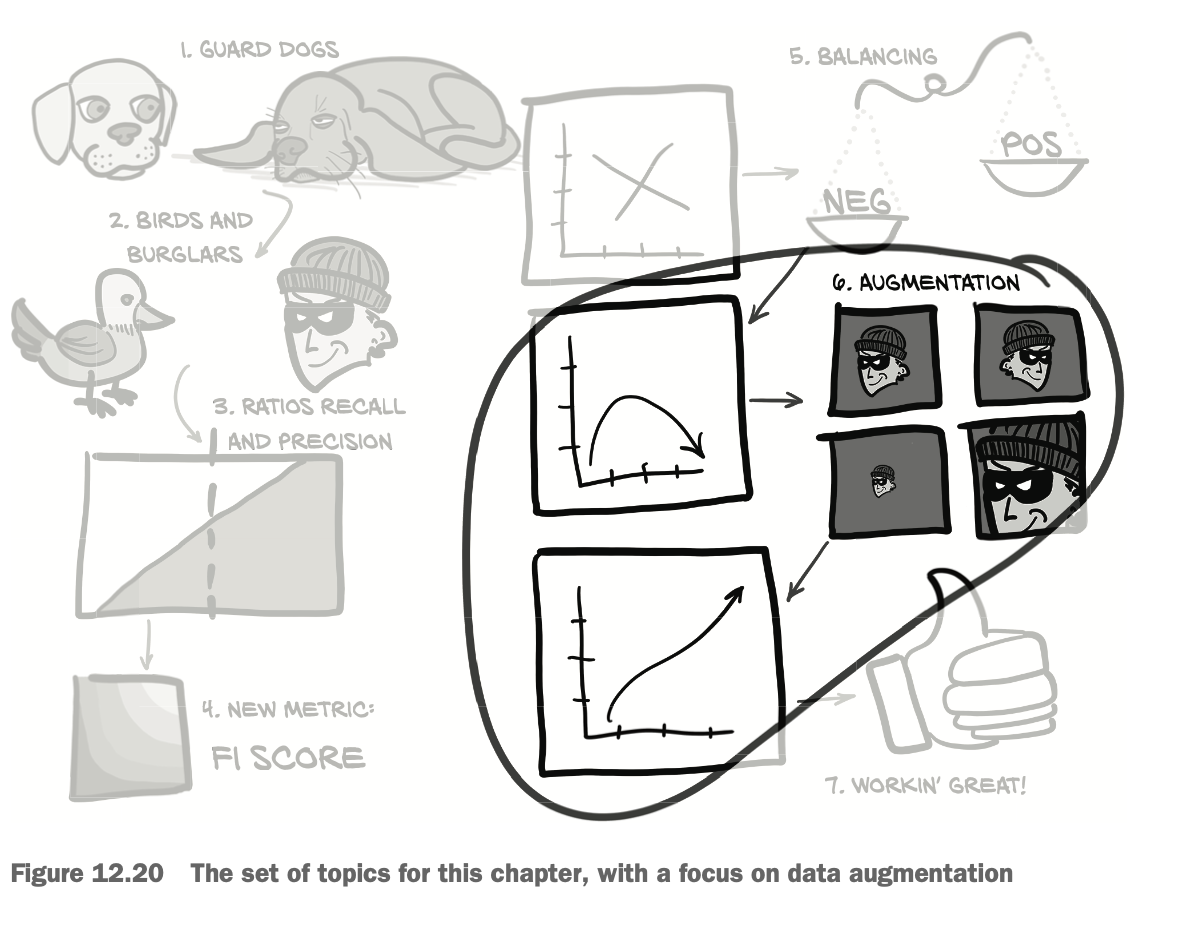 1. GUARD DOGS
2. BIRDS AND
BURGLARS
3. RATIOS RECALL
AND PRECISION
4. NEW METRIC:
F1 SCORE
5. BALANCING
POS
NEG
6. AUGMENTATION
7. WORKIN' GREAT!
Figure 12.20 The set of topics for this chapter, with a focus on data augmentation